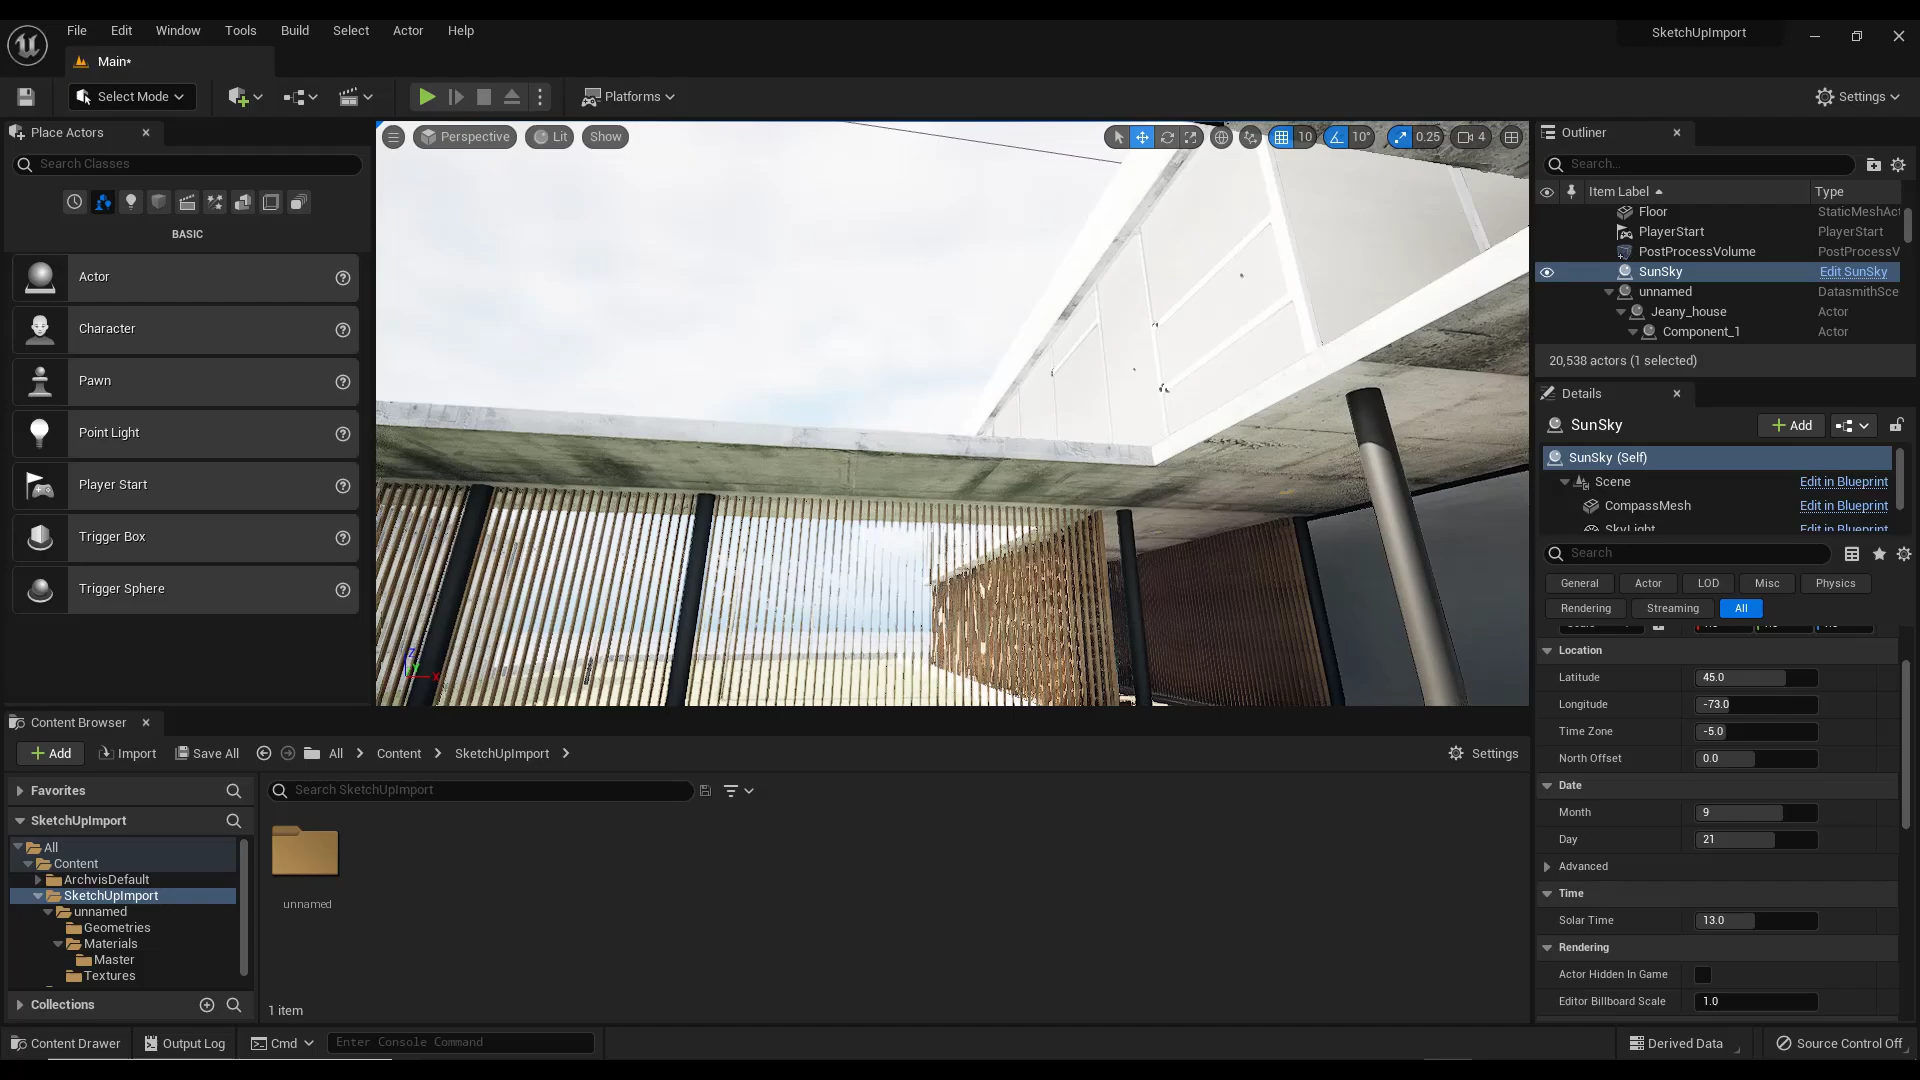 File Edit Window Tools Build Select Actor Help
SketchUpImport
Main*
Select Mode
Platforms
Settings
Place Actors
Search Classes
BASIC
Actor
Character
Pawn
Point Light
Player Start
Trigger Box
Trigger Sphere
Perspective Lit Show
10 10° 0.25 4
Z
Y
X
Outliner
Search...
Item Label Type
Floor StaticMeshAct
PlayerStart PlayerStart
PostProcessVolume PostProcessV
SunSky Edit SunSky
unnamed DatasmithSce
Jeany_house Actor
Component_1 Actor
20,538 actors (1 selected)
Details
SunSky Add
SunSky (Self)
Scene Edit in Blueprint
CompassMesh Edit in Blueprint
SkyLight Edit in Blueprint
Search
General Actor LOD Misc Physics
Rendering Streaming All
Location
Latitude 45.0
Longitude -73.0
Time Zone -5.0
North Offset 0.0
Date
Month 9
Day 21
Advanced
Time
Solar Time 13.0
Rendering
Actor Hidden In Game
Editor Billboard Scale 1.0
Content Browser
Add Import Save All All Content SketchUpImport Settings
Favorites
SketchUpImport
All
Content
ArchvisDefault
SketchUpImport
unnamed
Geometries
Materials
Master
Textures
Collections
Search SketchUpImport
unnamed
1 item
Content Drawer Output Log Cmd Enter Console Command Derived Data Source Control Off